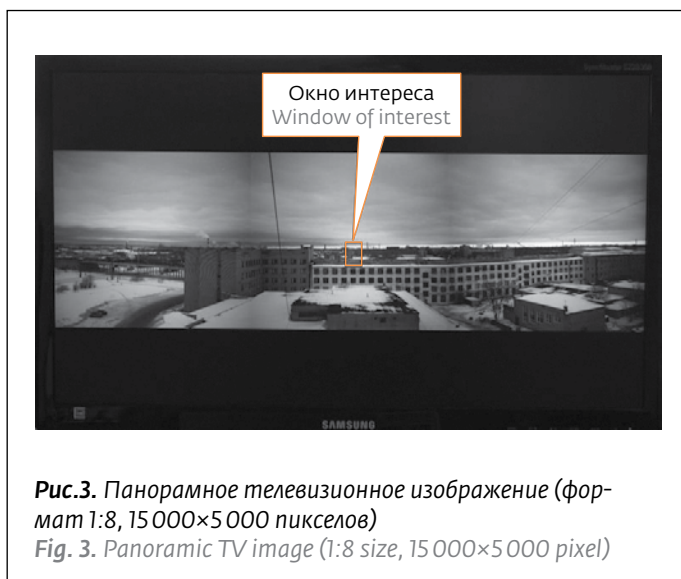 Окно интереса
Window of interest
SAMSUNG
Рис.3. Панорамное телевизионное изображение (фор-
мат 1:8, 15 000×5 000 пикселов)
Fig. 3. Panoramic TV image (1:8 size, 15 000×5 000 pixel)